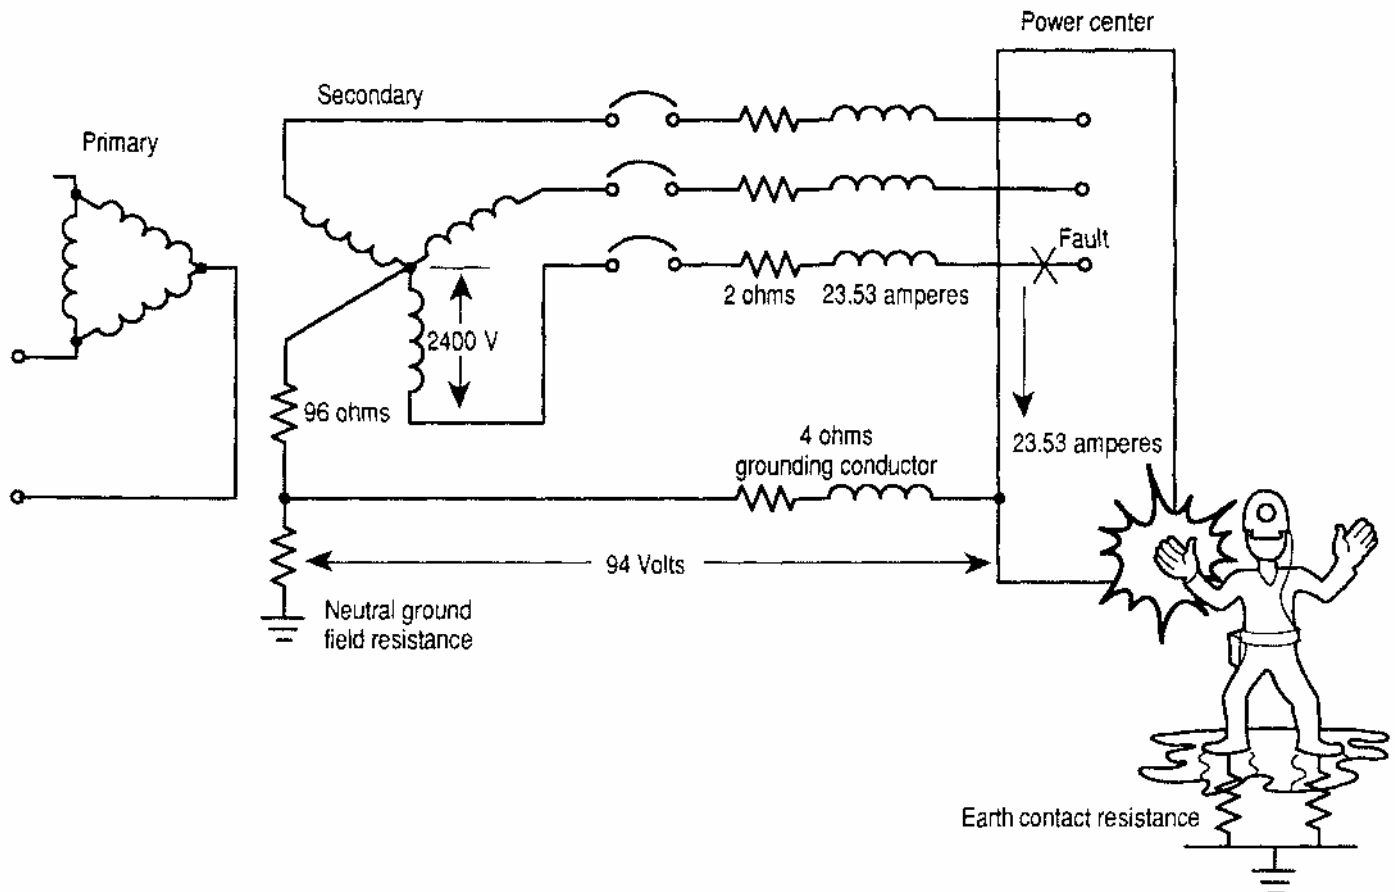 Power center
Secondary
Primary
Fault
2 ohms
23.53 amperes
2400 V
96 ohms
4 ohms
grounding conductor
23.53 amperes
94 Volts
Neutral ground
field resistance
Earth contact resistance